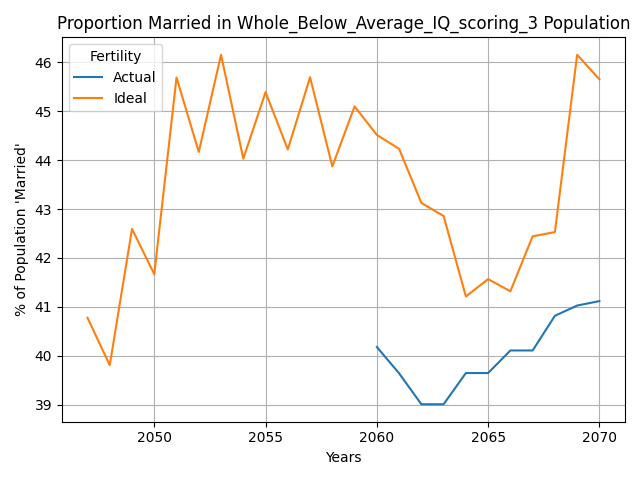 Proportion Married in Whole_Below_Average_IQ_scoring_3 Population
Fertility
Actual
Ideal
% of Population 'Married'
46
45
44
43
42
41
40
39
2050
2055
2060
2065
2070
Years